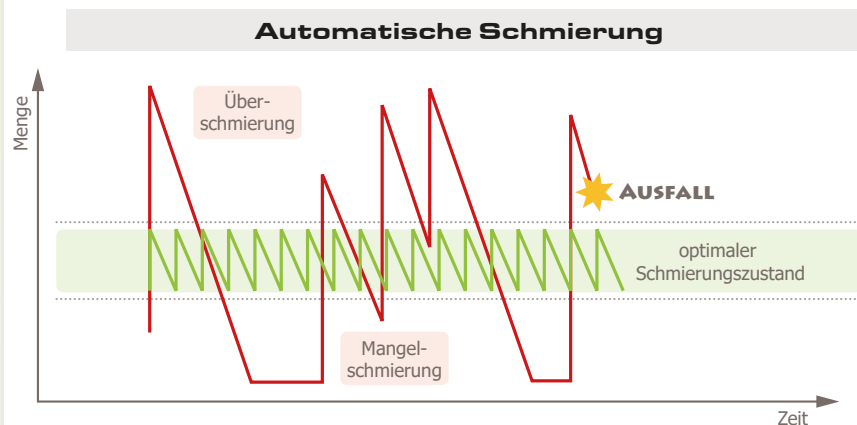 Automatische Schmierung
Menge
Über-
schmierung
AUSFALL
optimaler
Schmierungszustand
Mangel-
schmierung
Zeit